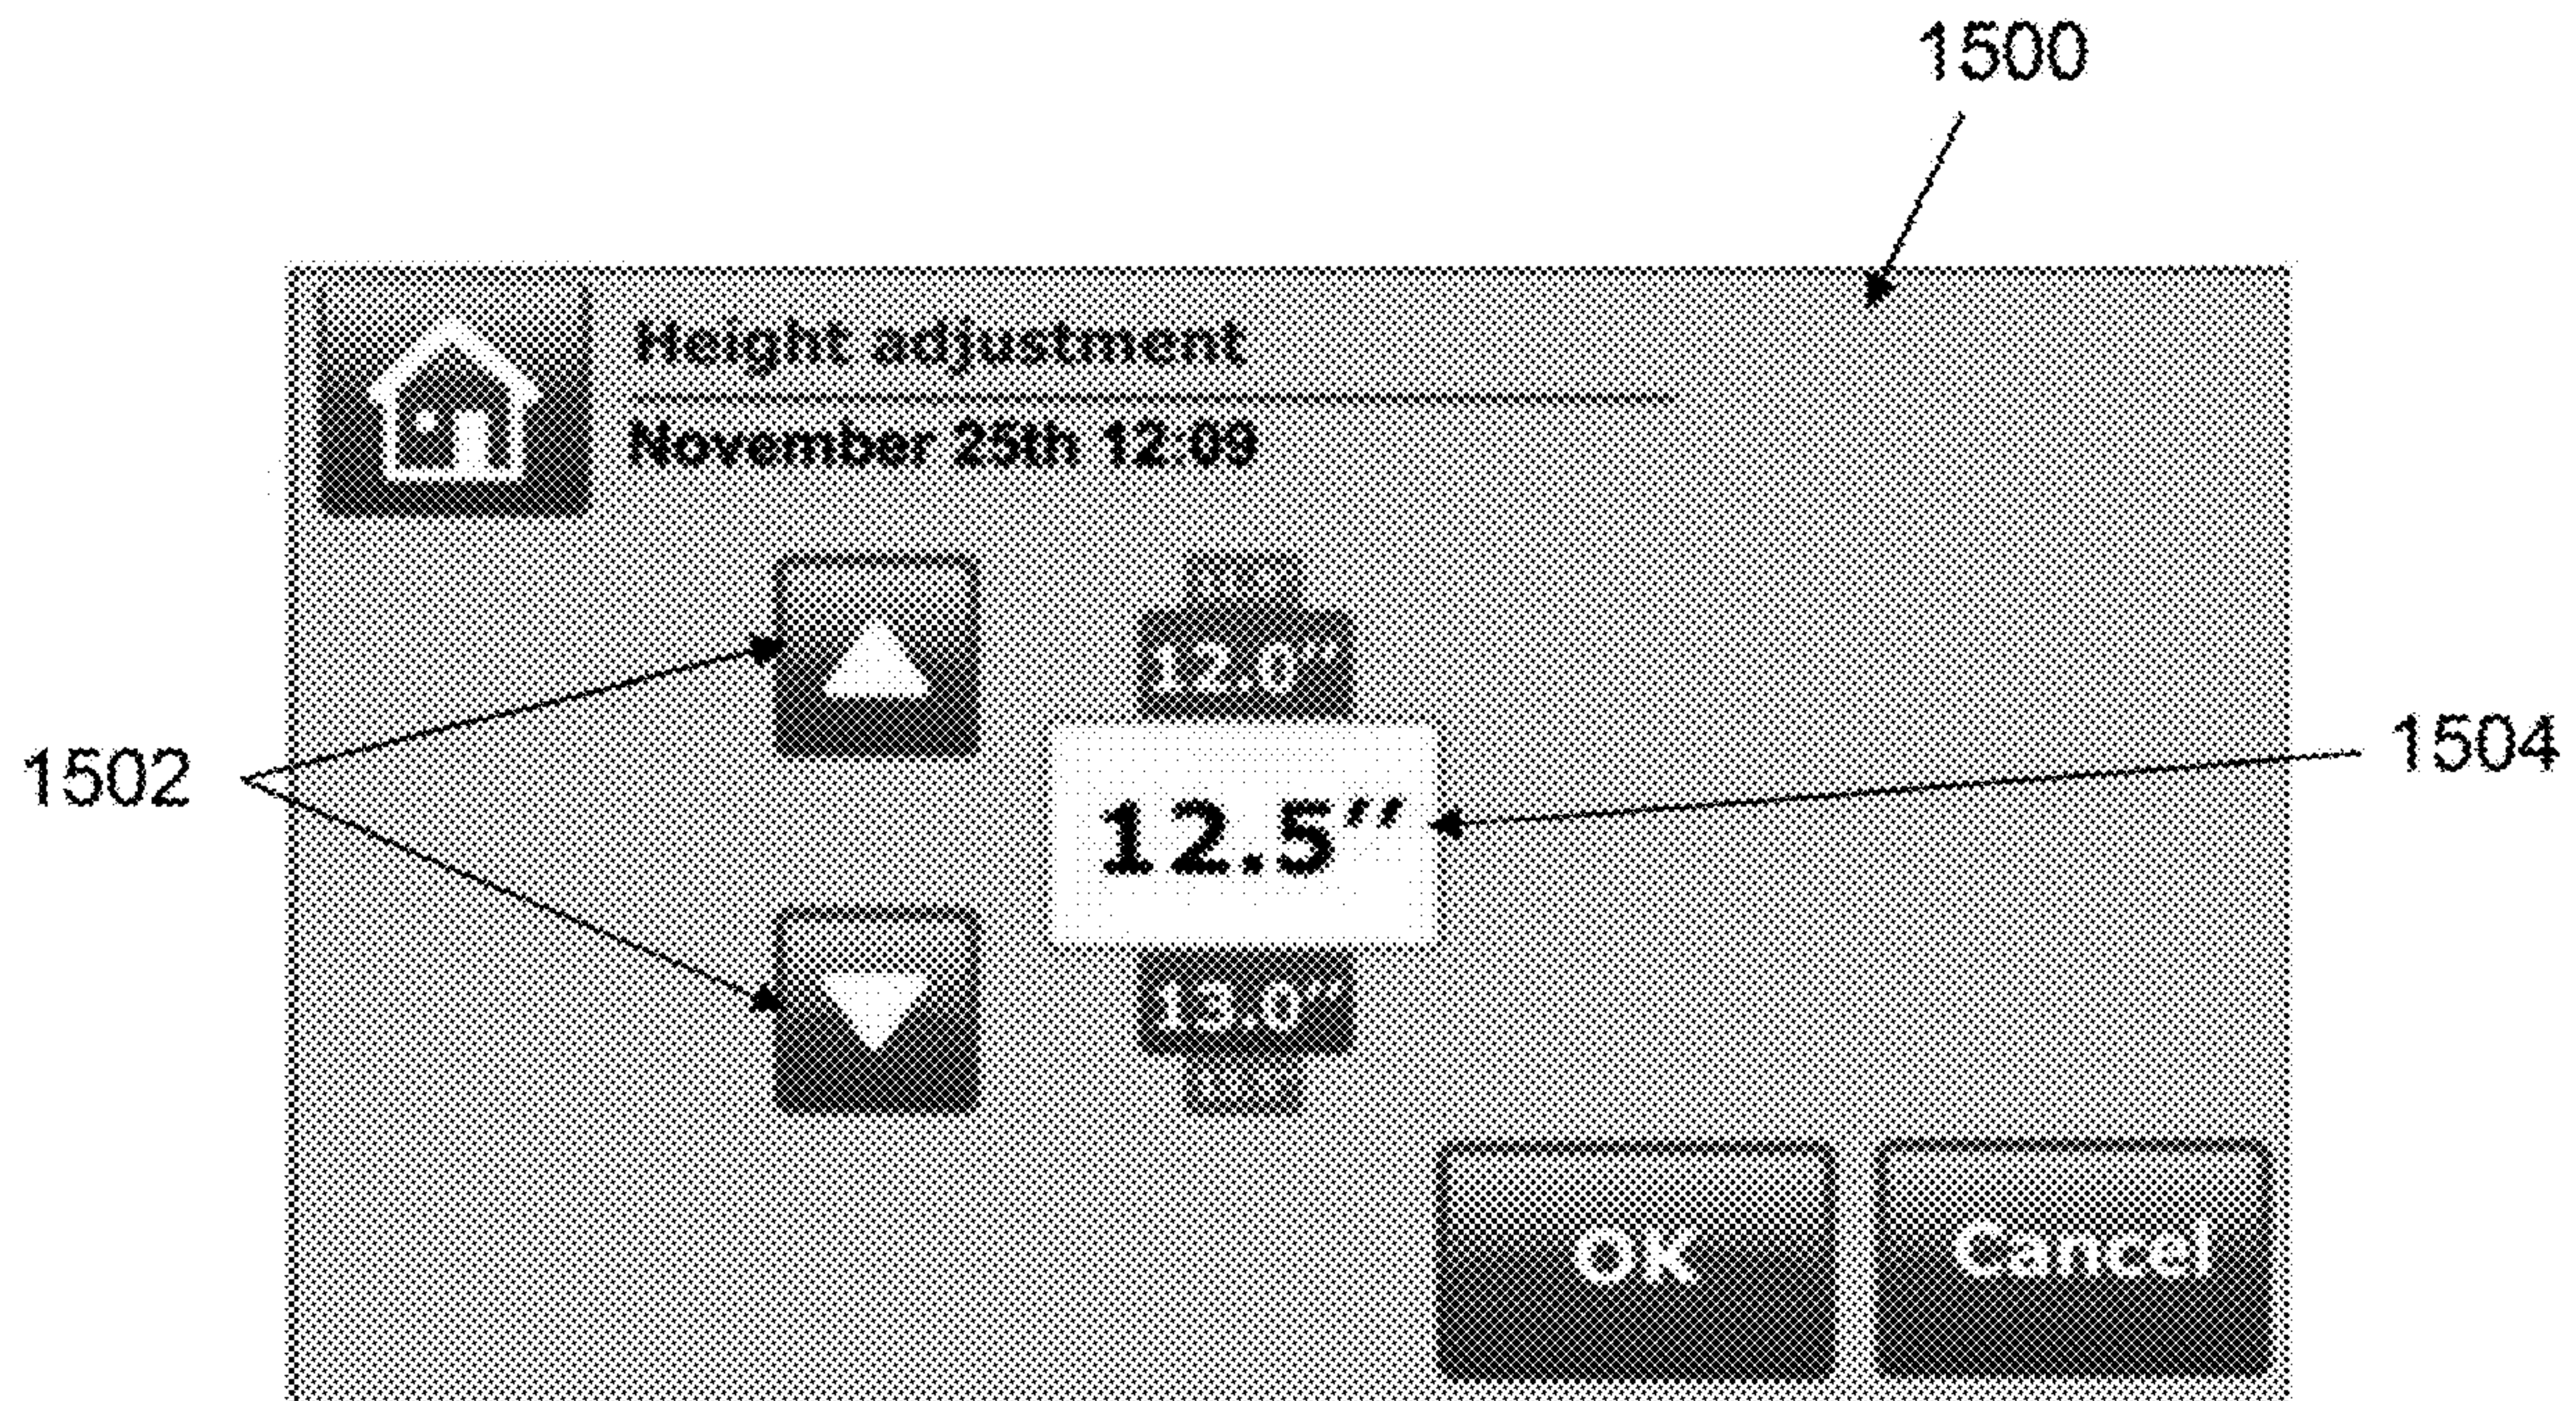 1500
Height adjustment
November 25th 12:09
12.0″
1502
12.5″
1504
13.0″
OK
Cancel